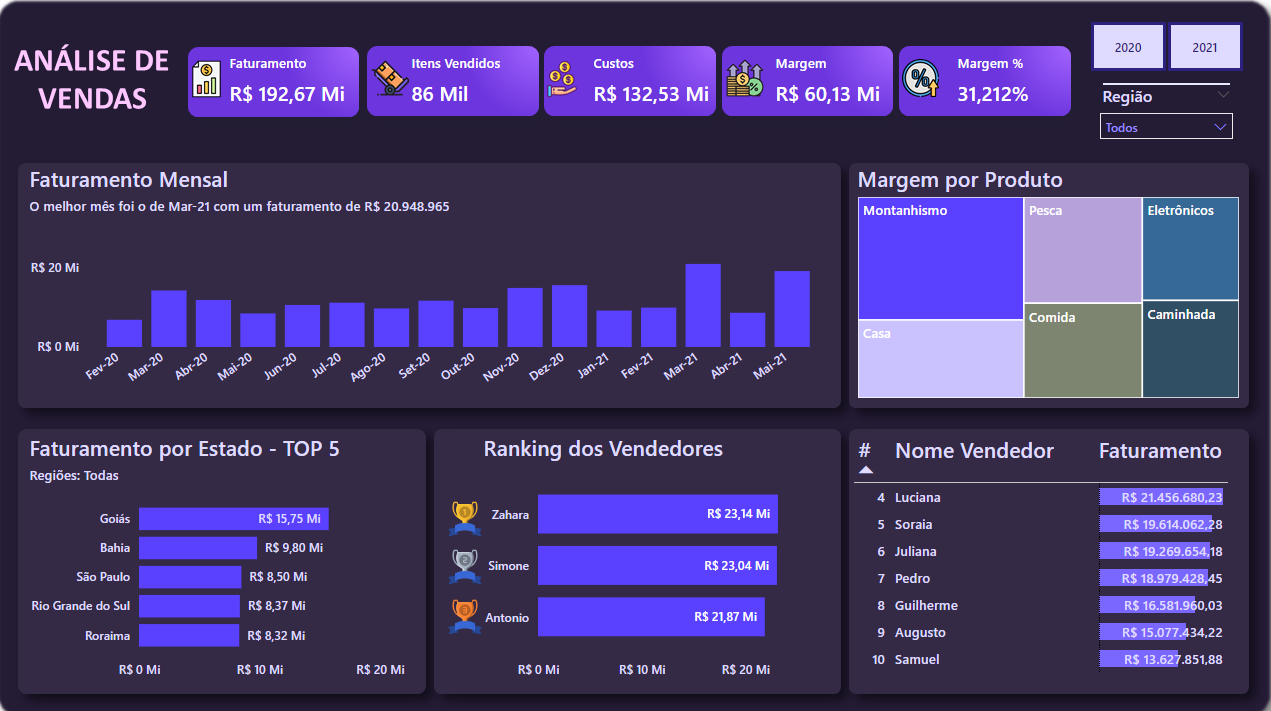 ANÁLISE DE
VENDAS
Faturamento
R$ 192,67 Mi
Itens Vendidos
86 Mil
Custos
R$ 132,53 Mi
Margem
R$ 60,13 Mi
Margem %
31,212%
2020
2021
Região
Todos
Faturamento Mensal
O melhor mês foi o de Mar-21 com um faturamento de R$ 20.948.965
R$ 20 Mi
R$ 0 Mi
Fev-20
Mar-20
Abr-20
Mai-20
Jun-20
Jul-20
Ago-20
Set-20
Out-20
Nov-20
Dez-20
Jan-21
Fev-21
Mar-21
Abr-21
Mai-21
Margem por Produto
Montanhismo
Casa
Pesca
Comida
Eletrônicos
Caminhada
Faturamento por Estado - TOP 5
Regiões: Todas
Goiás R$ 15,75 Mi
Bahia R$ 9,80 Mi
São Paulo R$ 8,50 Mi
Rio Grande do Sul R$ 8,37 Mi
Roraima R$ 8,32 Mi
R$ 0 Mi R$ 10 Mi R$ 20 Mi
Ranking dos Vendedores
1 Zahara R$ 23,14 Mi
2 Simone R$ 23,04 Mi
3 Antonio R$ 21,87 Mi
R$ 0 Mi R$ 10 Mi R$ 20 Mi
# Nome Vendedor Faturamento
4 Luciana R$ 21.456.680,23
5 Soraia R$ 19.614.062,28
6 Juliana R$ 19.269.654,18
7 Pedro R$ 18.979.428,45
8 Guilherme R$ 16.581.960,03
9 Augusto R$ 15.077.434,22
10 Samuel R$ 13.627.851,88